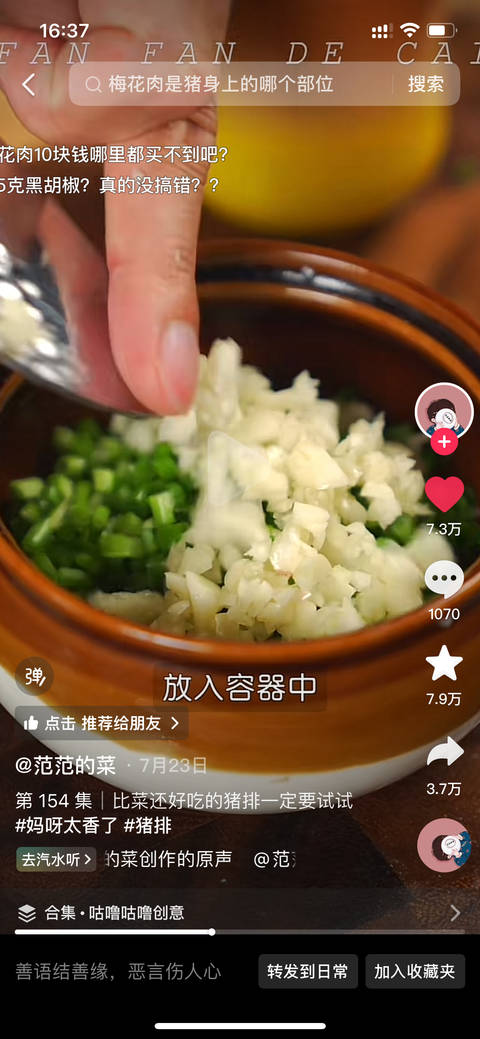 16:37
FAN FAN DE CAI
梅花肉是猪身上的哪个部位
搜索
花肉10块钱哪里都买不到吧?
5克黑胡椒? 真的没搞错? ?
7.3万
1070
7.9万
弹
放入容器中
点击 推荐给朋友 >
3.7万
@范范的菜 · 7月23日
第 154 集｜比菜还好吃的猪排一定要试试
#妈呀太香了 #猪排
去汽水听 >
的菜创作的原声 @范
合集 · 咕噜咕噜创意
善语结善缘，恶言伤人心
转发到日常
加入收藏夹